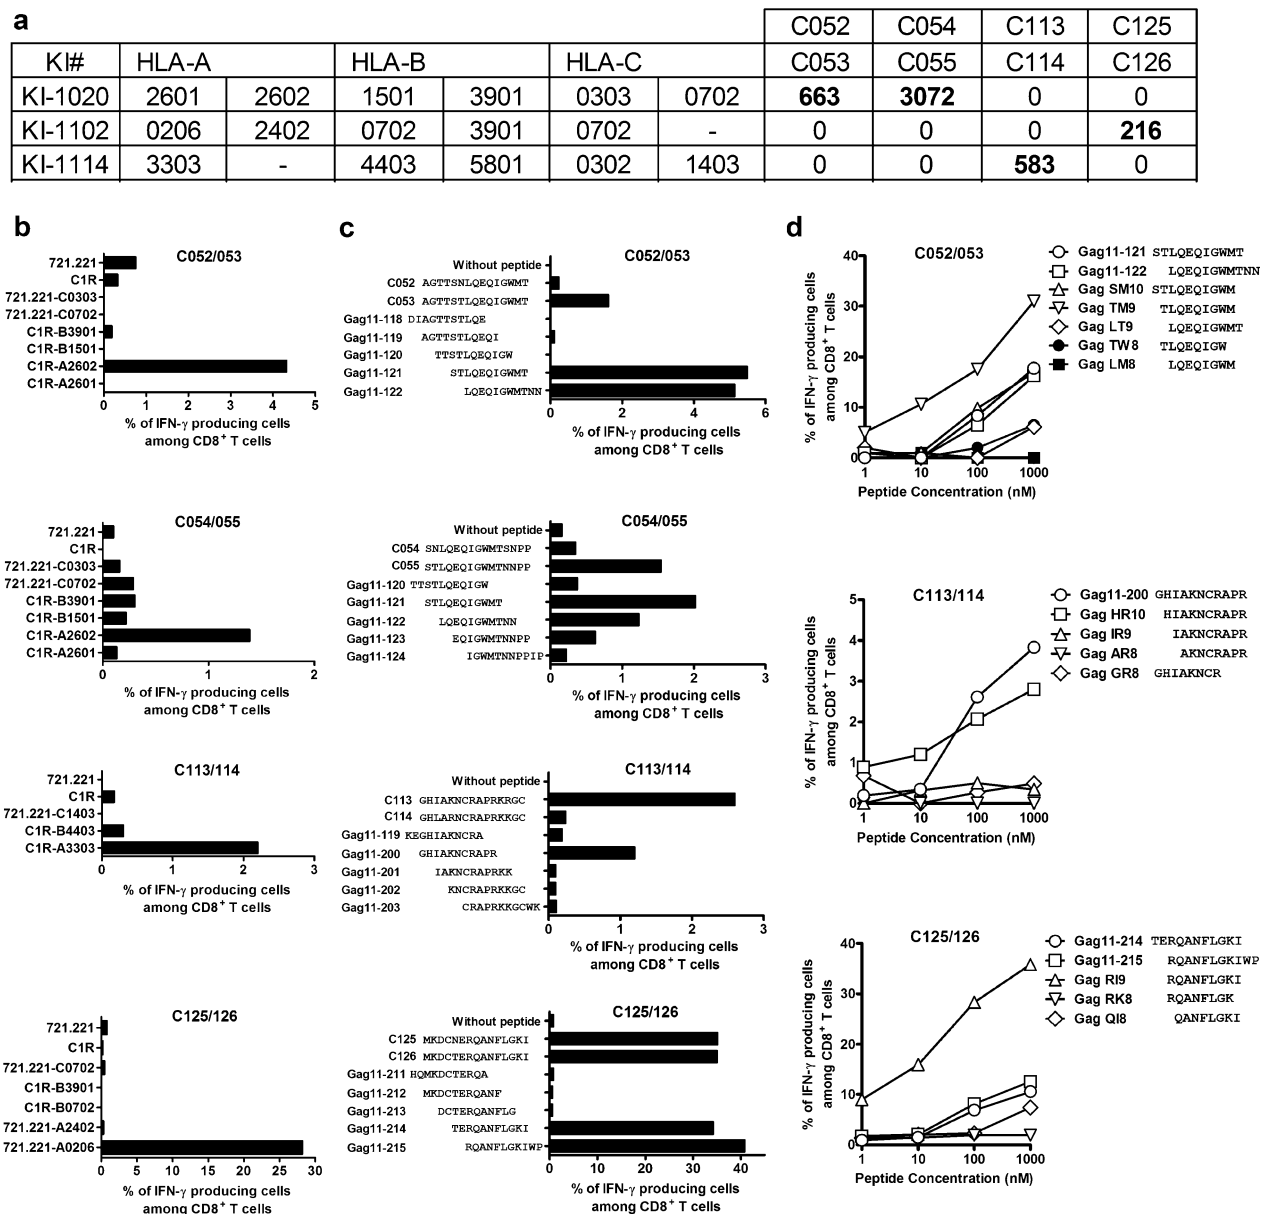 a
C052 C054 C113 C125
KI# HLA-A HLA-B HLA-C C053 C055 C114 C126
KI-1020 2601 2602 1501 3901 0303 0702 663 3072 0 0
KI-1102 0206 2402 0702 3901 0702 - 0 0 0 216
KI-1114 3303 - 4403 5801 0302 1403 0 0 583 0
b
C052/053
721.221
C1R
721.221-C0303
721.221-C0702
C1R-B3901
C1R-B1501
C1R-A2602
C1R-A2601
0 1 2 3 4 5
% of IFN-γ producing cells
among CD8+ T cells
C054/055
721.221
C1R
721.221-C0303
721.221-C0702
C1R-B3901
C1R-B1501
C1R-A2602
C1R-A2601
0 1 2
% of IFN-γ producing cells
among CD8+ T cells
C113/114
721.221
C1R
721.221-C1403
C1R-B4403
C1R-A3303
0 1 2 3
% of IFN-γ producing cells
among CD8+ T cells
C125/126
721.221
C1R
721.221-C0702
C1R-B3901
C1R-B0702
721.221-A2402
721.221-A0206
0 5 10 15 20 25 30
% of IFN-γ producing cells
among CD8+ T cells
c
C052/053
Without peptide
C052 AGTTSNLQEQIGWMT
C053 AGTTSTLQEQIGWMT
Gag11-118 DIAGTTSTLQE
Gag11-119 AGTTSTLQEQI
Gag11-120 TTSTLQEQIGW
Gag11-121 STLQEQIGWMT
Gag11-122 LQEQIGWMTNN
0 2 4 6
% of IFN-γ producing cells
among CD8+ T cells
C054/055
Without peptide
C054 SNLQEQIGWMTSNPP
C055 STLQEQIGWMTNNPP
Gag11-120 TTSTLQEQIGW
Gag11-121 STLQEQIGWMT
Gag11-122 LQEQIGWMTNN
Gag11-123 EQIGWMTNNPP
Gag11-124 IGWMTNNPPIP
0 1 2 3
% of IFN-γ producing cells
among CD8+ T cells
C113/114
Without peptide
C113 GHIAKNCRAPRKRGC
C114 GHLARNCRAPRKKGC
Gag11-119 KEGHIAKNCRA
Gag11-200 GHIAKNCRAPR
Gag11-201 IAKNCRAPRKK
Gag11-202 KNCRAPRKKGC
Gag11-203 CRAPRKKGCWK
0 1 2 3
% of IFN-γ producing cells
among CD8+ T cells
C125/126
Without peptide
C125 MKDCNERQANFLGKI
C126 MKDCTERQANFLGKI
Gag11-211 HQMKDCTERQA
Gag11-212 MKDCTERQANF
Gag11-213 DCTERQANFLG
Gag11-214 TERQANFLGKI
Gag11-215 RQANFLGKIWP
0 10 20 30 40
% of IFN-γ producing cells
among CD8+ T cells
d
C052/053
% of IFN-γ producing cells
among CD8+ T cells
40
30
20
10
0
1 10 100 1000
Peptide Concentration (nM)
Gag11-121 STLQEQIGWMT
Gag11-122 LQEQIGWMTNN
Gag SM10 STLQEQIGWM
Gag TM9 TLQEQIGWM
Gag LT9 LQEQIGWMT
Gag TW8 TLQEQIGW
Gag LM8 LQEQIGWM
C113/114
% of IFN-γ producing cells
among CD8+ T cells
5
4
3
2
1
0
1 10 100 1000
Peptide Concentration (nM)
Gag11-200 GHIAKNCRAPR
Gag HR10 HIAKNCRAPR
Gag IR9 IAKNCRAPR
Gag AR8 AKNCRAPR
Gag GR8 GHIAKNCR
C125/126
% of IFN-γ producing cells
among CD8+ T cells
40
30
20
10
0
1 10 100 1000
Peptide Concentration (nM)
Gag11-214 TERQANFLGKI
Gag11-215 RQANFLGKIWP
Gag RI9 RQANFLGKI
Gag RK8 RQANFLGK
Gag QI8 QANFLGKI